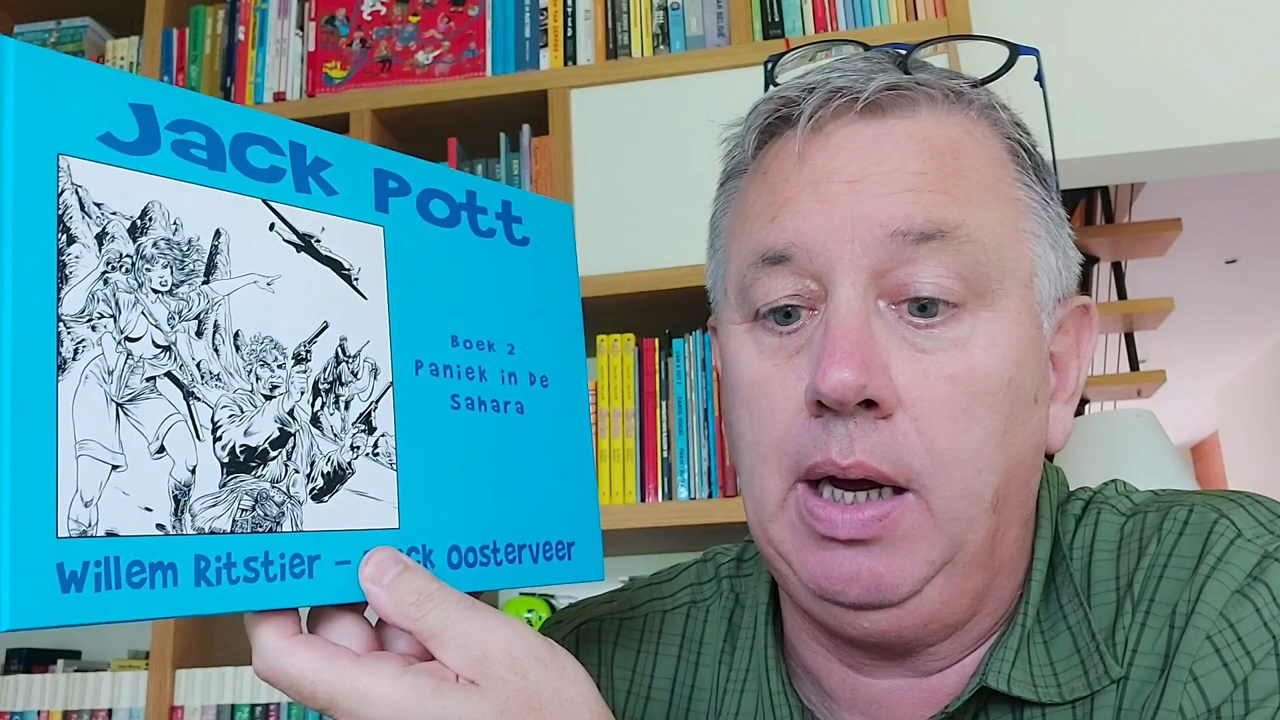 Jack Pott
Boek 2
Paniek in De
Sahara
Willem Ritstier - ck Oosterveer